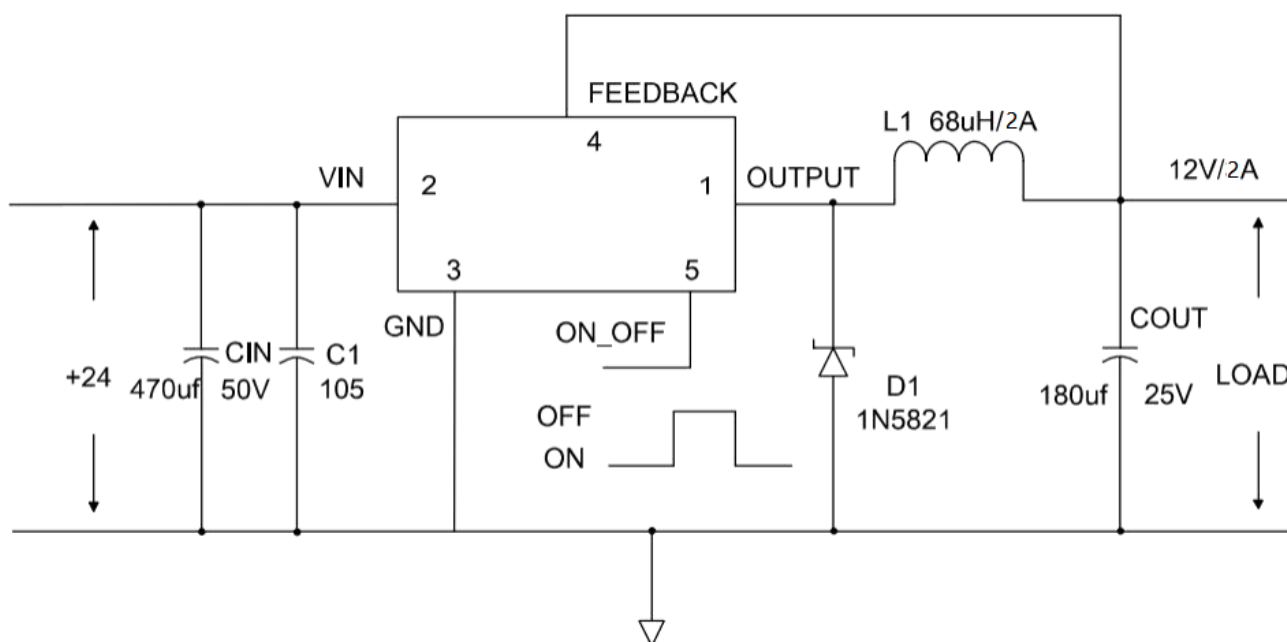 FEEDBACK
4
L1 68uH/2A
VIN
2
1
OUTPUT
12V/2A
3
5
GND
ON_OFF
COUT
CIN
C1
+24
470uf
50V
105
D1
1N5821
180uf
25V
LOAD
OFF
ON